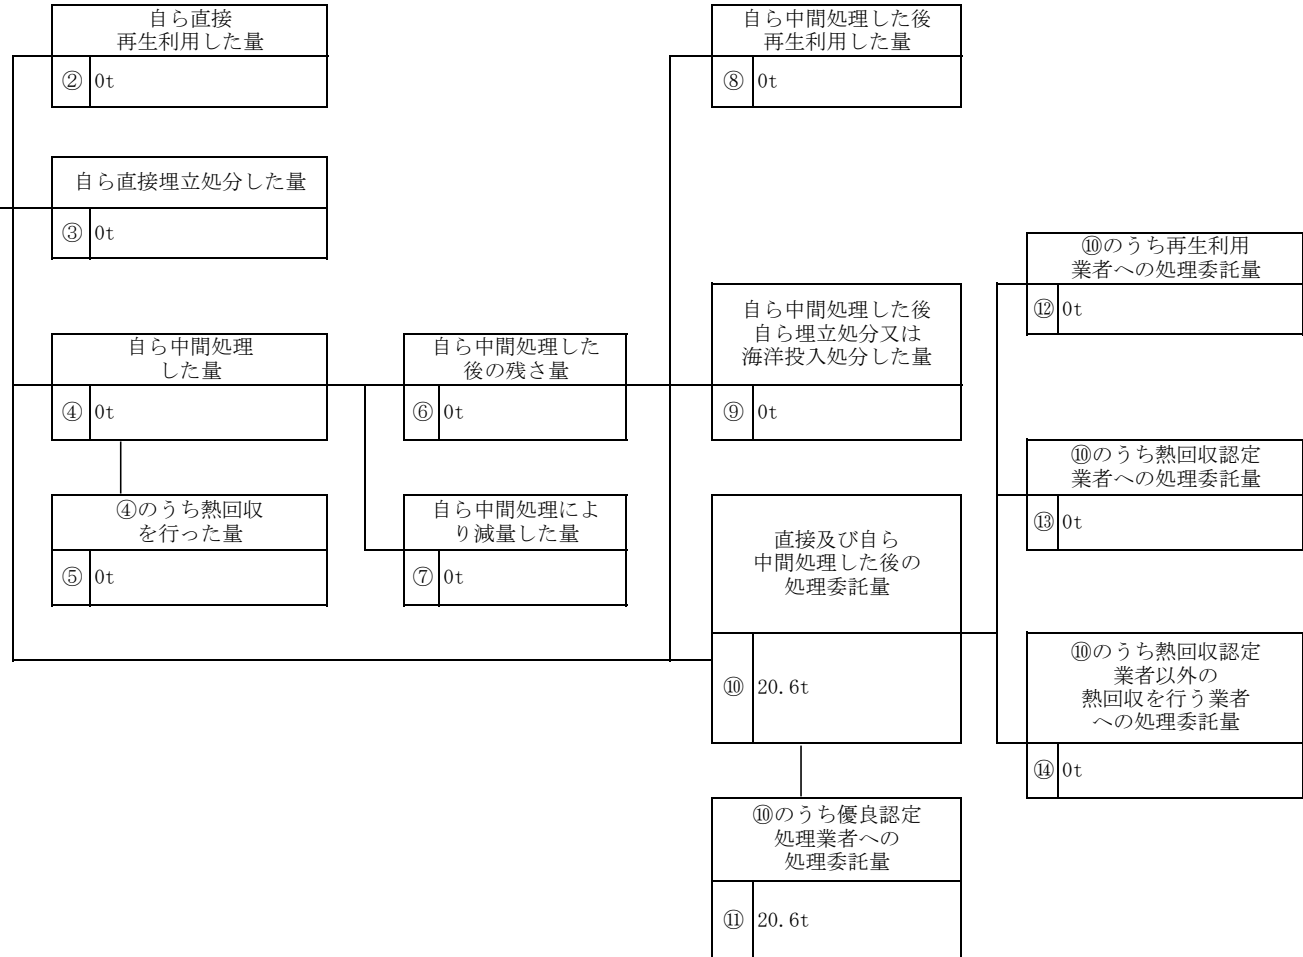 自ら直接
再生利用した量
② 0t
自ら直接埋立処分した量
③ 0t
自ら中間処理
した量
④ 0t
④のうち熱回収
を行った量
⑤ 0t
自ら中間処理した
後の残さ量
⑥ 0t
自ら中間処理によ
り減量した量
⑦ 0t
自ら中間処理した後
再生利用した量
⑧ 0t
自ら中間処理した後
自ら埋立処分又は
海洋投入処分した量
⑨ 0t
直接及び自ら
中間処理した後の
処理委託量
⑩ 20.6t
⑩のうち優良認定
処理業者への
処理委託量
⑪ 20.6t
⑩のうち再生利用
業者への処理委託量
⑫ 0t
⑩のうち熱回収認定
業者への処理委託量
⑬ 0t
⑩のうち熱回収認定
業者以外の
熱回収を行う業者
への処理委託量
⑭ 0t